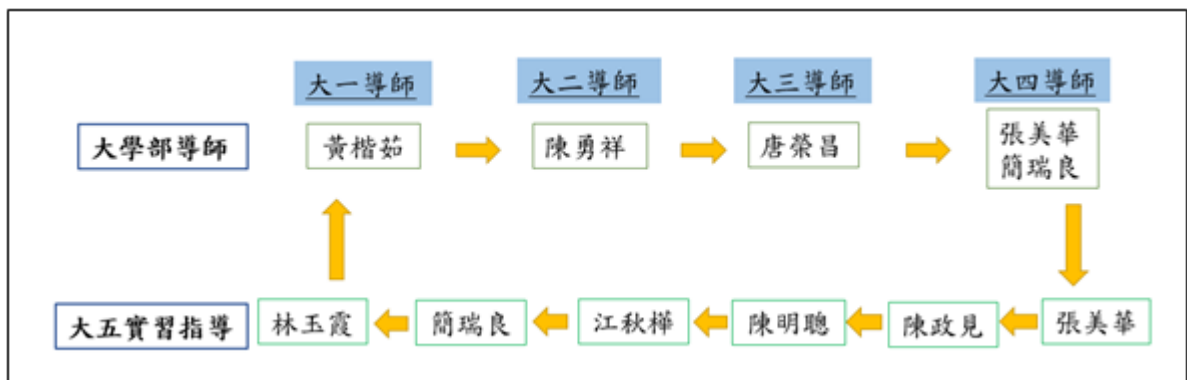 大一導師
大二導師
大三導師
大四導師
大學部導師
黃楷茹
陳勇祥
唐榮昌
張美華
簡瑞良
大五實習指導
林玉霞
簡瑞良
江秋樺
陳明聰
陳政見
張美華